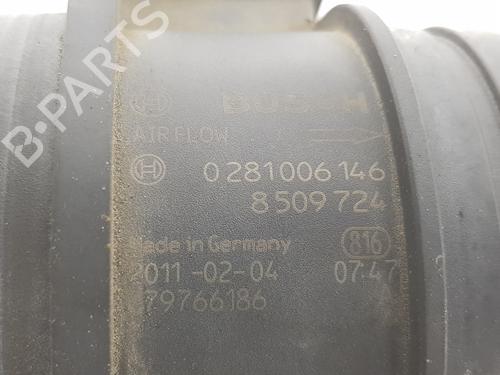 B-PARTS
BOSCH
AIR FLOW
0 281 006 146
8 509 724
Made in Germany 816
2011-02-04 07:47
79766186